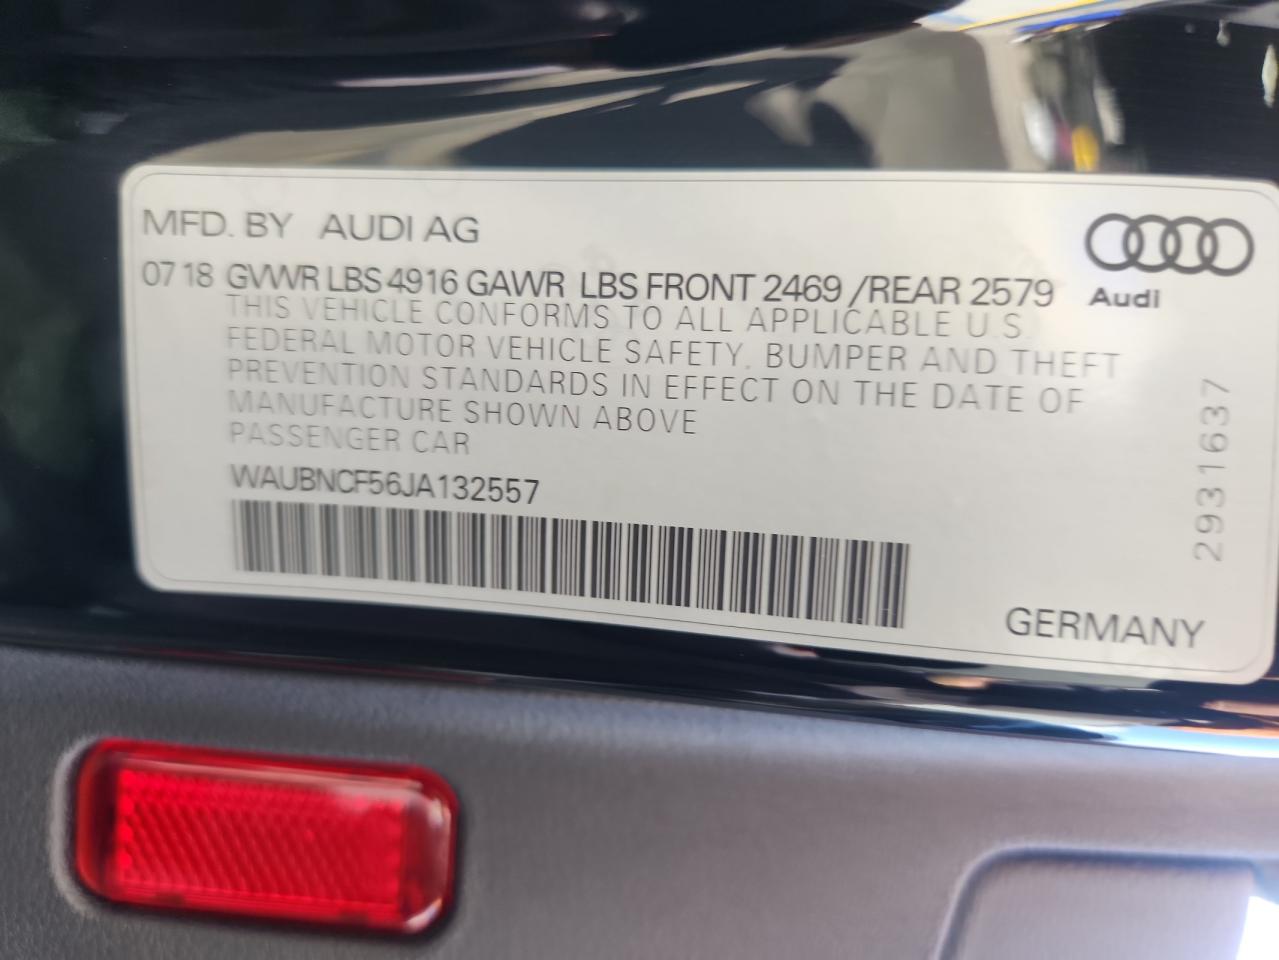 MFD. BY AUDI AG
07 18 GVWR LBS 4916 GAWR LBS FRONT 2469 /REAR 2579
Audi
THIS VEHICLE CONFORMS TO ALL APPLICABLE U.S.
FEDERAL MOTOR VEHICLE SAFETY, BUMPER AND THEFT
PREVENTION STANDARDS IN EFFECT ON THE DATE OF
MANUFACTURE SHOWN ABOVE
PASSENGER CAR
WAUBNCF56JA132557
2931637
GERMANY